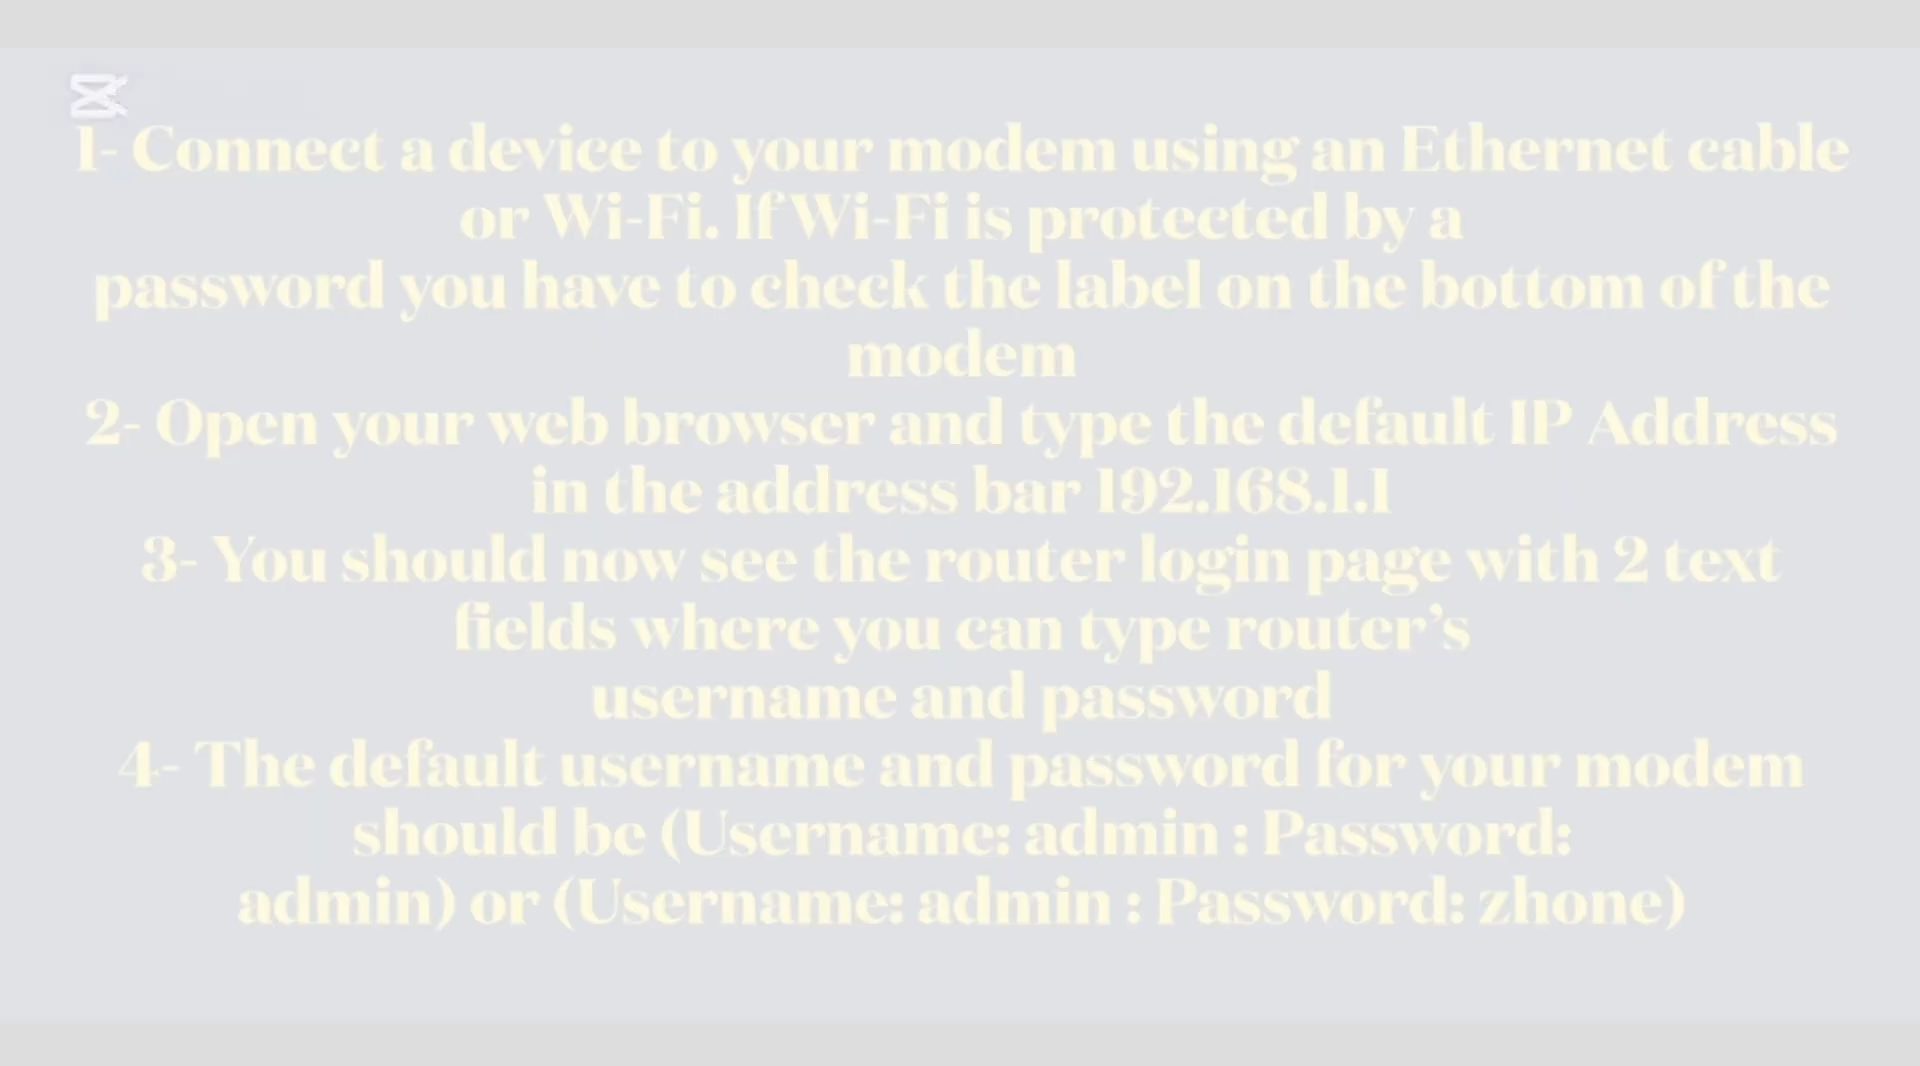 1- Connect a device to your modem using an Ethernet cable
or Wi-Fi. If Wi-Fi is protected by a
password you have to check the label on the bottom of the
modem
2- Open your web browser and type the default IP Address
in the address bar 192.168.1.1
3- You should now see the router login page with 2 text
fields where you can type router’s
username and password
4- The default username and password for your modem
should be (Username: admin : Password:
admin) or (Username: admin : Password: zhone)